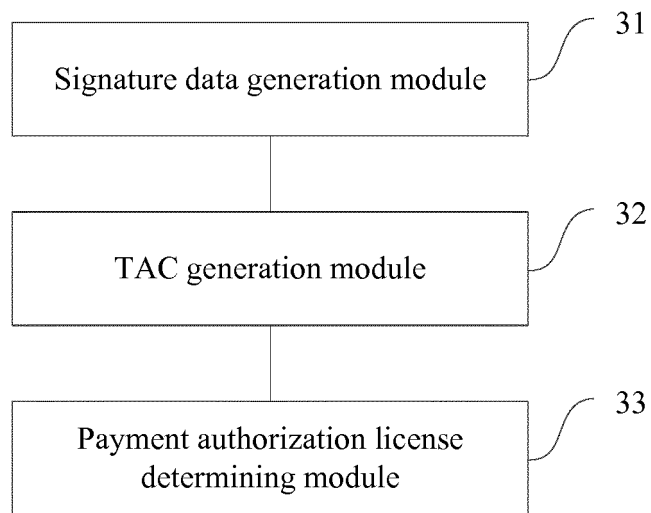 31
Signature data generation module
32
TAC generation module
33
Payment authorization license
determining module